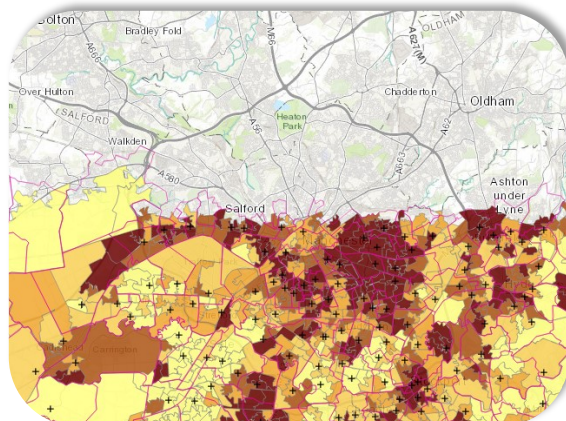 Bolton
Bradley Fold
A666
M66
A627(M)
OLDHAM
Over Hulton
SALFORD
A56
Heaton
Park
Chadderton
Oldham
A62
Walkden
A663
A580
Salford
Ashton
under
Lyne
Carrington